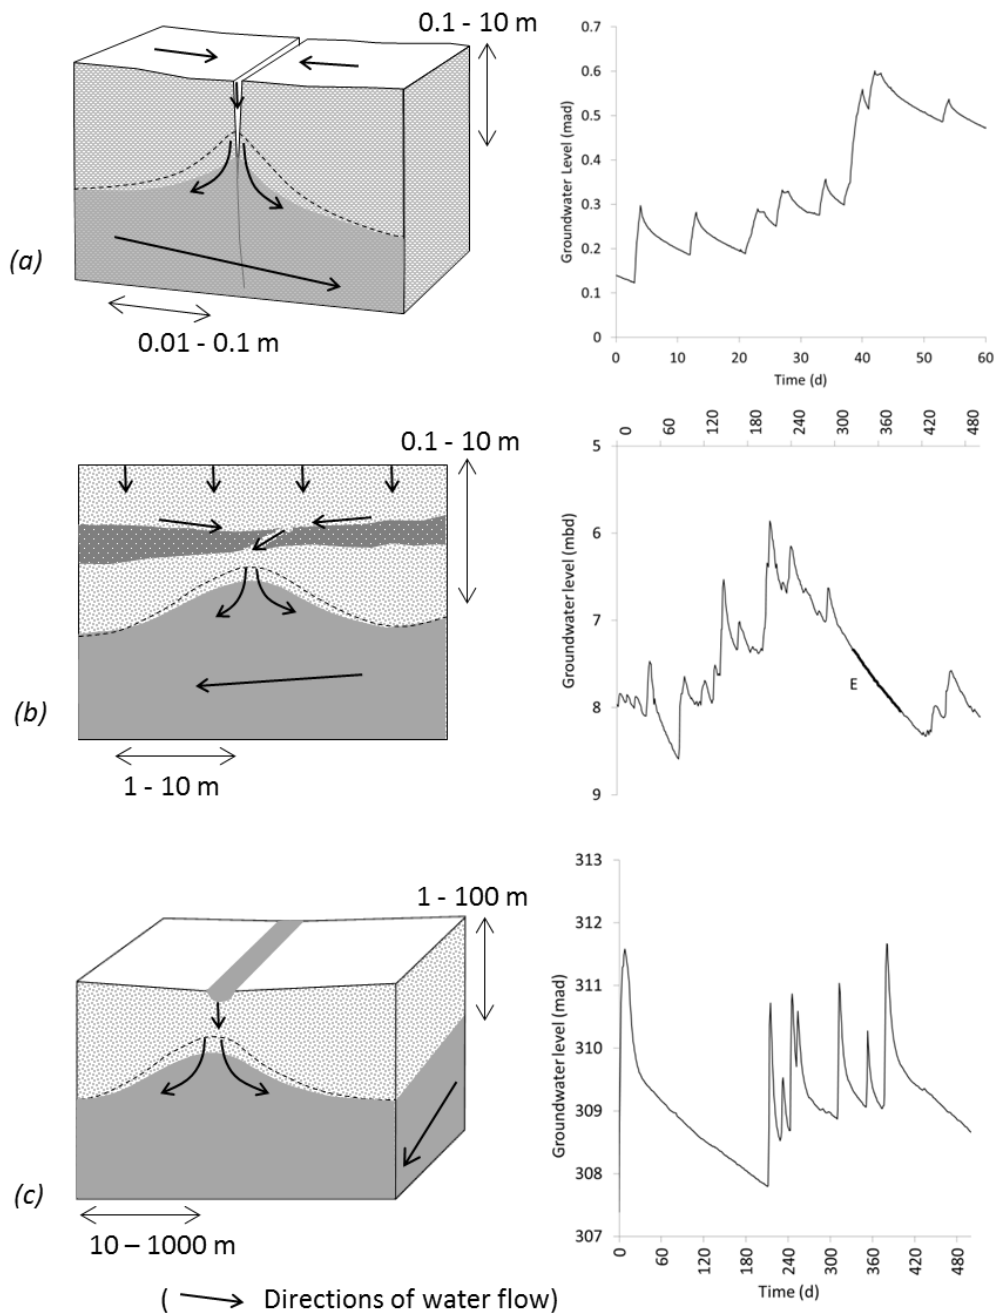 0.1 - 10 m
(a)
0.01 - 0.1 m
0.7
0.6
0.5
0.4
0.3
0.2
0.1
0
Groundwater Level (mad)
0 10 20 30 40 50 60
Time (d)
0.1 - 10 m
(b)
1 - 10 m
0 60 120 180 240 300 360 420 480
5
6
7
8
9
Groundwater level (mbd)
E
1 - 100 m
(c)
10 – 1000 m
313
312
311
310
309
308
307
Groundwater level (mad)
0 60 120 180 240 300 360 420 480
Time (d)
( Directions of water flow)